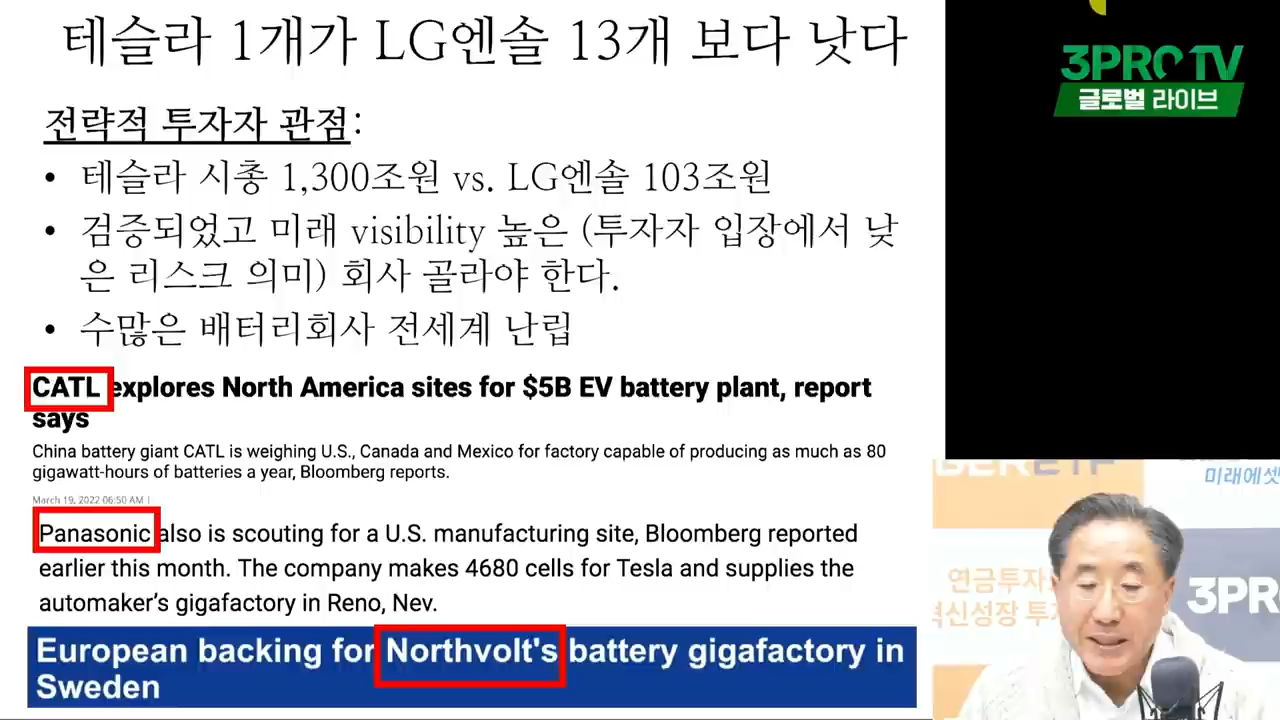 테슬라 1개가 LG엔솔 13개 보다 낫다
전략적 투자자 관점:
• 테슬라 시총 1,300조원 vs. LG엔솔 103조원
• 검증되었고 미래 visibility 높은 (투자자 입장에서 낮
은 리스크 의미) 회사 골라야 한다.
• 수많은 배터리회사 전세계 난립
CATL explores North America sites for $5B EV battery plant, report
says
China battery giant CATL is weighing U.S., Canada and Mexico for factory capable of producing as much as 80
gigawatt-hours of batteries a year, Bloomberg reports.
March 19, 2022 06:50 AM |
Panasonic also is scouting for a U.S. manufacturing site, Bloomberg reported
earlier this month. The company makes 4680 cells for Tesla and supplies the
automaker's gigafactory in Reno, Nev.
European backing for Northvolt's battery gigafactory in
Sweden
3PRO TV
글로벌 라이브
미래에셋
연금투자
혁신성장 투자
3PRO